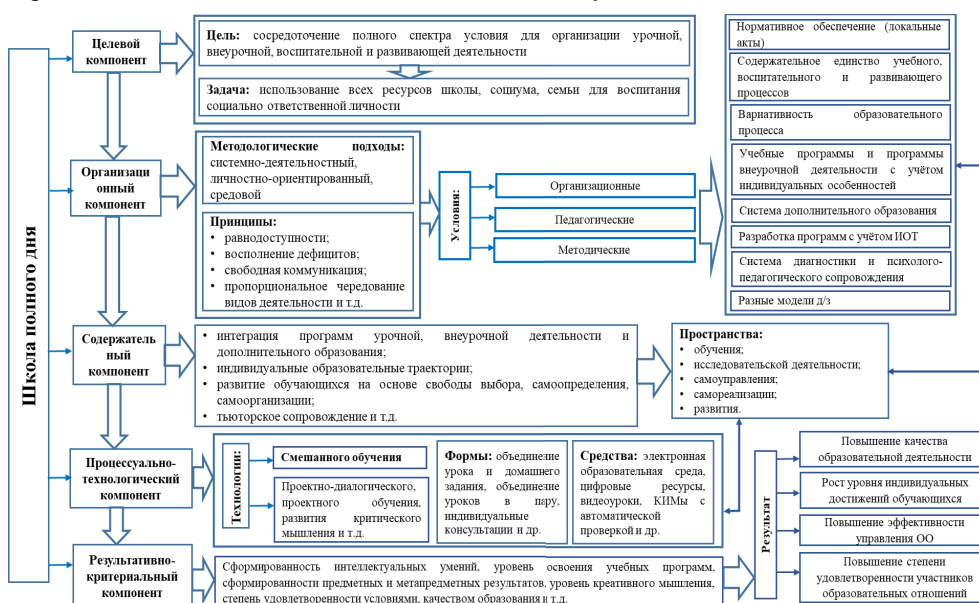 Школа полного дня
Целевой
компонент
Цель: сосредоточение полного спектра условия для организации урочной,
внеурочной, воспитательной и развивающей деятельности
Задача: использование всех ресурсов школы, социума, семьи для воспитания
социально ответственной личности
Организаци
онный
компонент
Методологические подходы:
системно-деятельностный,
личностно-ориентированный,
средовой
Принципы:
• равнодоступности;
• восполнение дефицитов;
• свободная коммуникация;
• пропорциональное чередование
видов деятельности и т.д.
Условия:
Организационные
Педагогические
Методические
Нормативное обеспечение (локальные
акты)
Содержательное единство учебного,
воспитательного и развивающего
процессов
Вариативность образовательного
процесса
Учебные программы и программы
внеурочной деятельности с учётом
индивидуальных особенностей
Система дополнительного образования
Разработка программ с учётом ИОТ
Система диагностики и психолого-
педагогического сопровождения
Разные модели д/з
Содержатель
ный
компонент
• интеграция программ урочной, внеурочной деятельности и
дополнительного образования;
• индивидуальные образовательные траектории;
• развитие обучающихся на основе свободы выбора, самоопределения,
самоорганизации;
• тьюторское сопровождение и т.д.
Пространства:
• обучения;
• исследовательской деятельности;
• самоуправления;
• самореализации;
• развития.
Процессуально-
технологический
компонент
Технологии:
Смешанного обучения
Проектно-диалогического,
проектного обучения,
развития критического
мышления и т.д.
Формы: объединение
урока и домашнего
задания, объединение
уроков в пару,
индивидуальные
консультации и др.
Средства: электронная
образовательная среда,
цифровые ресурсы,
видеоуроки, КИМы с
автоматической
проверкой и др.
Результативно-
критериальный
компонент
Сформированность интеллектуальных умений, уровень освоения учебных программ,
сформированности предметных и метапредметных результатов, уровень креативного мышления,
степень удовлетворенности условиями, качеством образования и т.д.
Результат
Повышение качества
образовательной деятельности
Рост уровня индивидуальных
достижений обучающихся
Повышение эффективности
управления ОО
Повышение степени
удовлетворенности участников
образовательных отношений